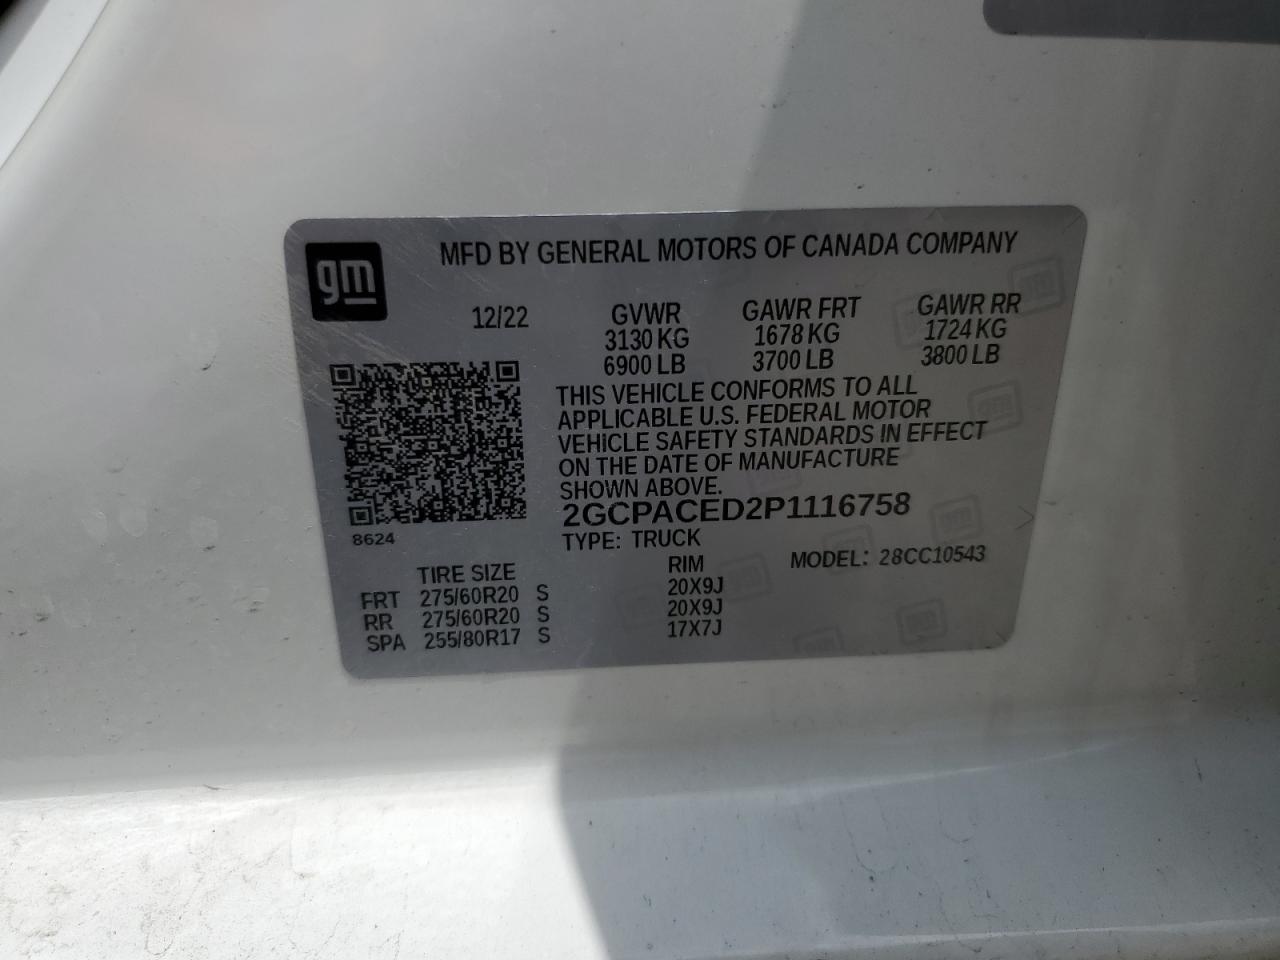 gm
MFD BY GENERAL MOTORS OF CANADA COMPANY
12/22 GVWR GAWR FRT GAWR RR
3130 KG 1678 KG 1724 KG
6900 LB 3700 LB 3800 LB
THIS VEHICLE CONFORMS TO ALL
APPLICABLE U.S. FEDERAL MOTOR
VEHICLE SAFETY STANDARDS IN EFFECT
ON THE DATE OF MANUFACTURE
SHOWN ABOVE.
2GCPACED2P1116758
8624
TYPE: TRUCK
MODEL: 28CC10543
TIRE SIZE RIM
FRT 275/60R20 S 20X9J
RR 275/60R20 S 20X9J
SPA 255/80R17 S 17X7J